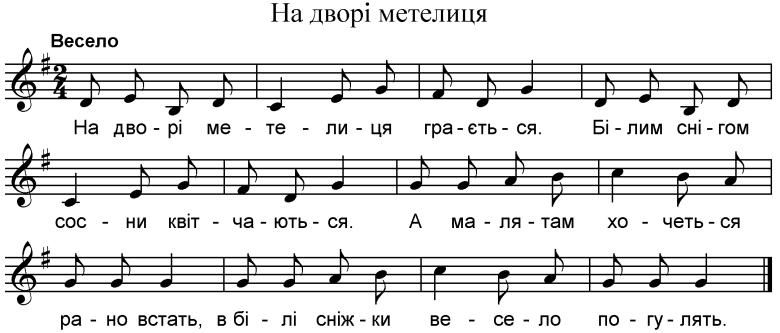 На дворі метелиця
Весело
2
4
На дво - рі ме - те - ли - ця гра - єть - ся. Бі - лим сні - гом
сос - ни квіт - ча - ють - ся. А ма - ля - там хо - четь - ся
ра - но встать, в бі - лі сніж - ки ве - се - ло по - гу - лять.